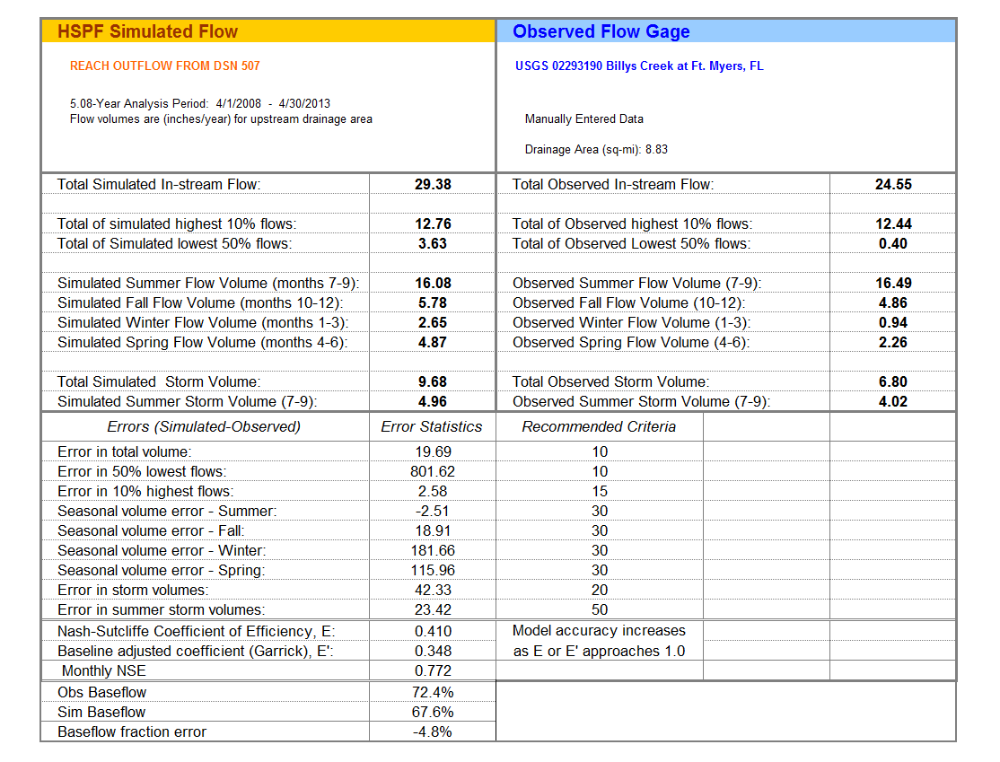 HSPF Simulated Flow Observed Flow Gage
REACH OUTFLOW FROM DSN 507 USGS 02293190 Billys Creek at Ft. Myers, FL
5.08-Year Analysis Period: 4/1/2008 - 4/30/2013
Flow volumes are (inches/year) for upstream drainage area Manually Entered Data
Drainage Area (sq-mi): 8.83
Total Simulated In-stream Flow: 29.38 Total Observed In-stream Flow: 24.55
Total of simulated highest 10% flows: 12.76 Total of Observed highest 10% flows: 12.44
Total of Simulated lowest 50% flows: 3.63 Total of Observed Lowest 50% flows: 0.40
Simulated Summer Flow Volume (months 7-9): 16.08 Observed Summer Flow Volume (7-9): 16.49
Simulated Fall Flow Volume (months 10-12): 5.78 Observed Fall Flow Volume (10-12): 4.86
Simulated Winter Flow Volume (months 1-3): 2.65 Observed Winter Flow Volume (1-3): 0.94
Simulated Spring Flow Volume (months 4-6): 4.87 Observed Spring Flow Volume (4-6): 2.26
Total Simulated Storm Volume: 9.68 Total Observed Storm Volume: 6.80
Simulated Summer Storm Volume (7-9): 4.96 Observed Summer Storm Volume (7-9): 4.02
Errors (Simulated-Observed) Error Statistics Recommended Criteria
Error in total volume: 19.69 10
Error in 50% lowest flows: 801.62 10
Error in 10% highest flows: 2.58 15
Seasonal volume error - Summer: -2.51 30
Seasonal volume error - Fall: 18.91 30
Seasonal volume error - Winter: 181.66 30
Seasonal volume error - Spring: 115.96 30
Error in storm volumes: 42.33 20
Error in summer storm volumes: 23.42 50
Nash-Sutcliffe Coefficient of Efficiency, E: 0.410 Model accuracy increases
Baseline adjusted coefficient (Garrick), E': 0.348 as E or E' approaches 1.0
Monthly NSE 0.772
Obs Baseflow 72.4%
Sim Baseflow 67.6%
Baseflow fraction error -4.8%